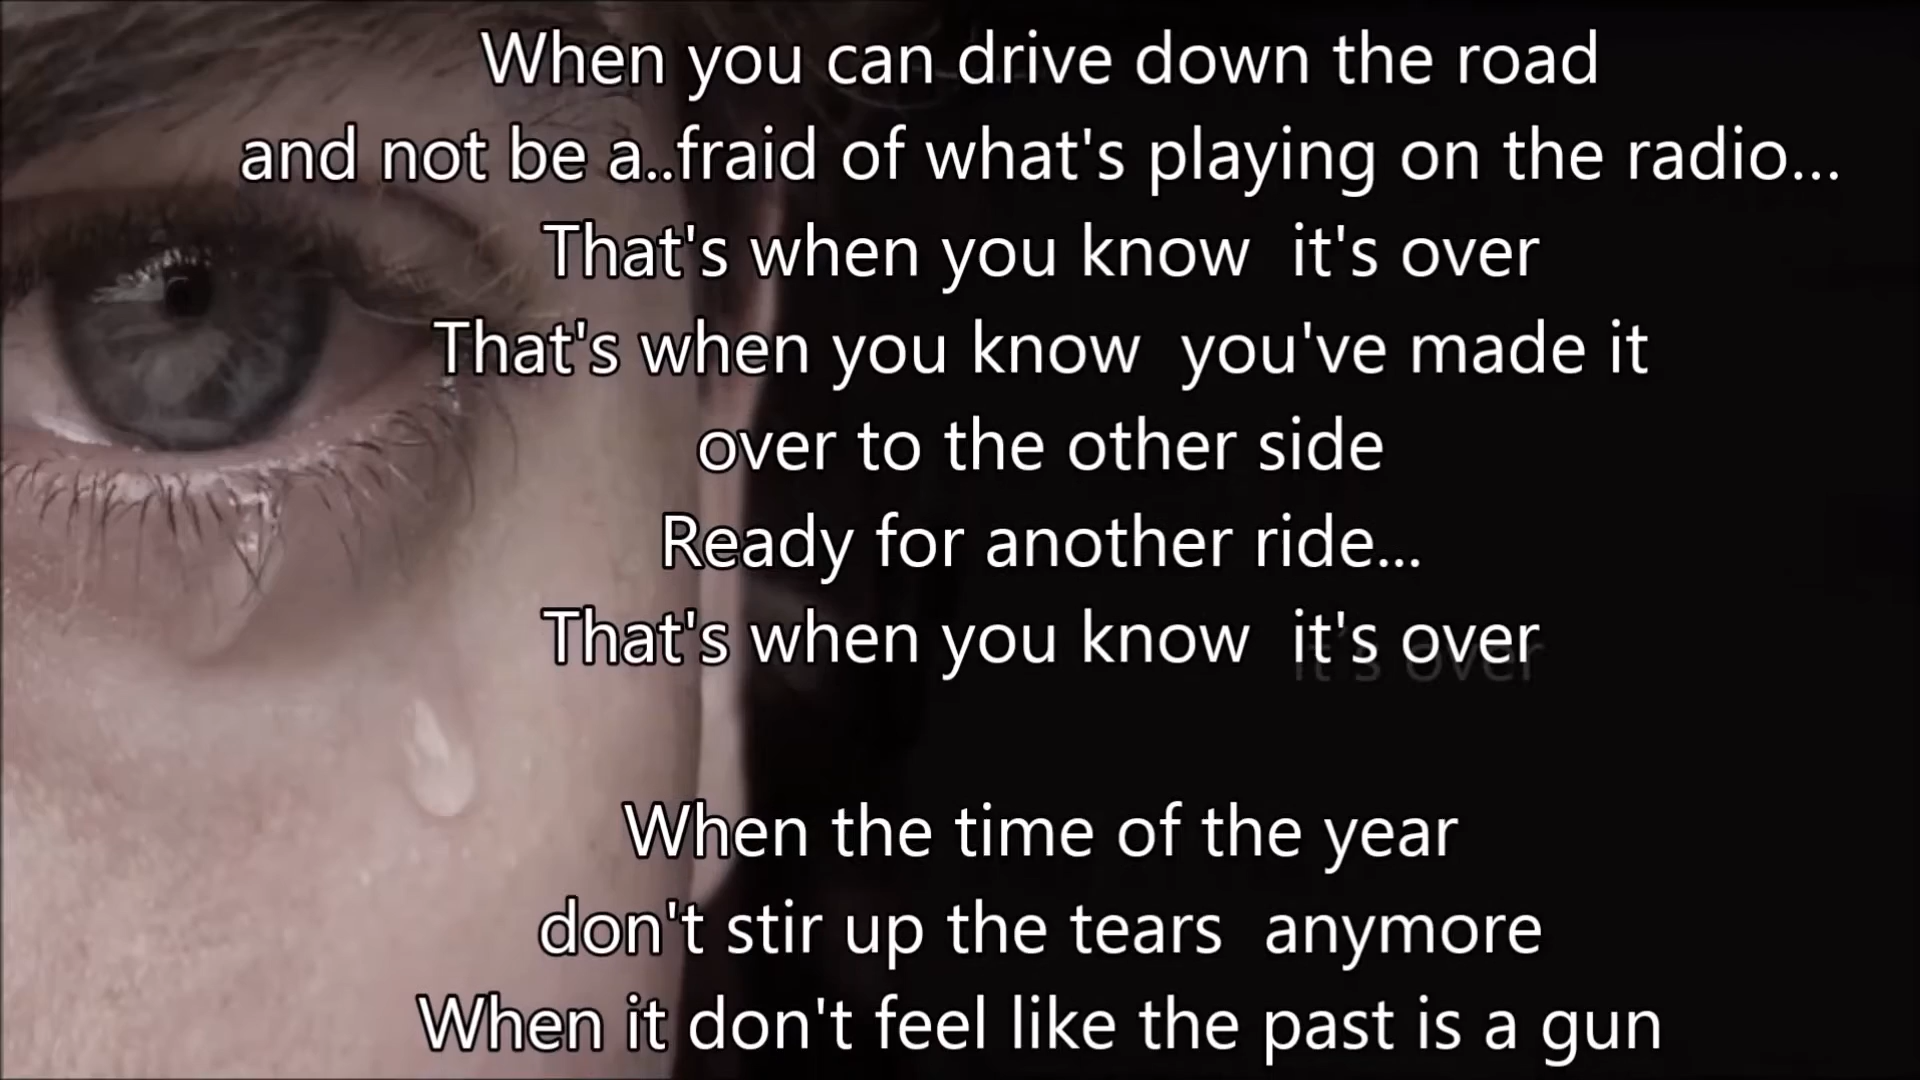 When you can drive down the road
and not be a..fraid of what's playing on the radio...
That's when you know it's over
That's when you know you've made it
over to the other side
Ready for another ride...
That's when you know it's over
it's over
When the time of the year
don't stir up the tears anymore
When it don't feel like the past is a gun